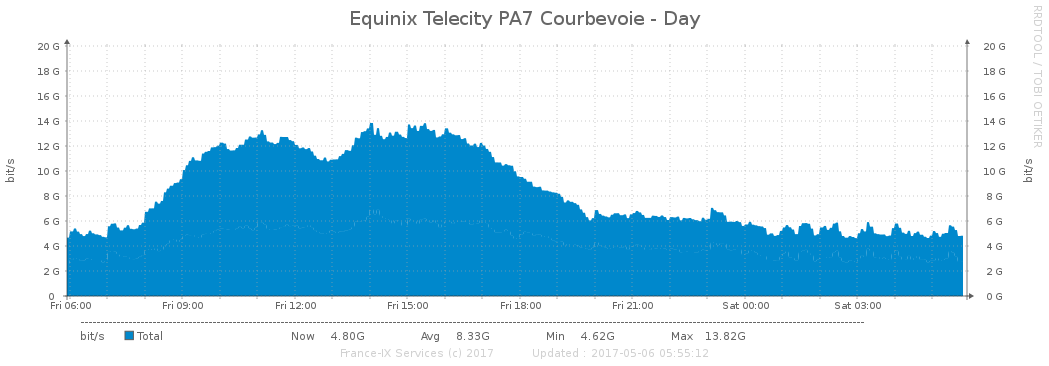 Equinix Telecity PA7 Courbevoie - Day
RRDTOOL / TOBI OETIKER
20 G 20 G
18 G 18 G
16 G 16 G
14 G 14 G
12 G 12 G
10 G 10 G
8 G 8 G
6 G 6 G
4 G 4 G
2 G 2 G
0 0 G
bit/s bit/s
Fri 06:00 Fri 09:00 Fri 12:00 Fri 15:00 Fri 18:00 Fri 21:00 Sat 00:00 Sat 03:00
bit/s Total Now 4.80G Avg 8.33G Min 4.62G Max 13.82G
France-IX Services (c) 2017 Updated : 2017-05-06 05:55:12